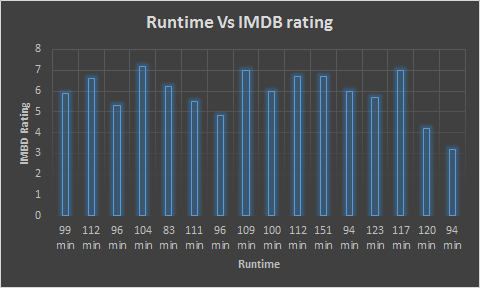 Runtime Vs IMDB rating
8
7
6
5
4
3
2
1
0
IMBD Rating
99 112 96 104 83 111 96 109 100 112 151 94 123 117 120 94
min min min min min min min min min min min min min min min min
Runtime